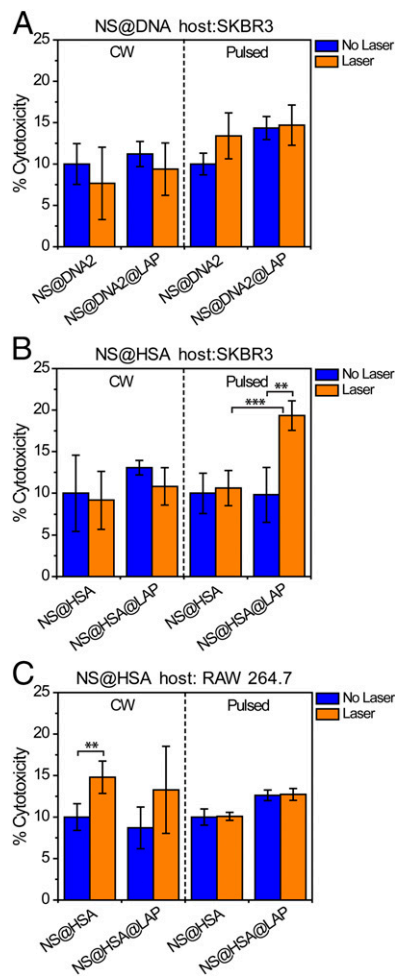 A
NS@DNA host:SKBR3
CW
Pulsed
No Laser
Laser
% Cytotoxicity
25
20
15
10
5
0
NS@DNA2
NS@DNA2@LAP
NS@DNA2
NS@DNA2@LAP
B
NS@HSA host:SKBR3
CW
Pulsed
No Laser
Laser
% Cytotoxicity
25
20
15
10
5
0
**
***
NS@HSA
NS@HSA@LAP
NS@HSA
NS@HSA@LAP
C
NS@HSA host: RAW 264.7
CW
Pulsed
No Laser
Laser
% Cytotoxicity
25
20
15
10
5
0
**
NS@HSA
NS@HSA@LAP
NS@HSA
NS@HSA@LAP